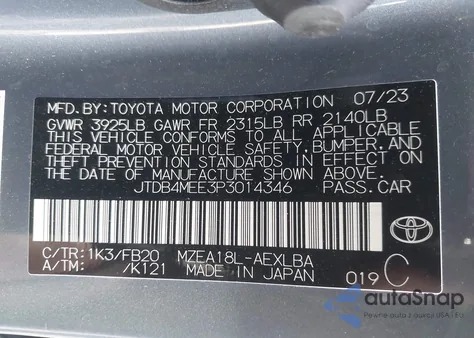 MFD. BY: TOYOTA MOTOR CORPORATION 07/23
GVWR 3925LB GAWR FR 2315LB RR 2140LB
THIS VEHICLE CONFORMS TO ALL APPLICABLE
FEDERAL MOTOR VEHICLE SAFETY, BUMPER, AND
THEFT PREVENTION STANDARDS IN EFFECT ON
THE DATE OF MANUFACTURE SHOWN ABOVE.
JTDB4MEE3P3014346 PASS.CAR
C/TR: 1K3/FB20 MZEA18L-AEXLBA
A/TM: /K121 MADE IN JAPAN 019 C
TOYOTA
autoSnap